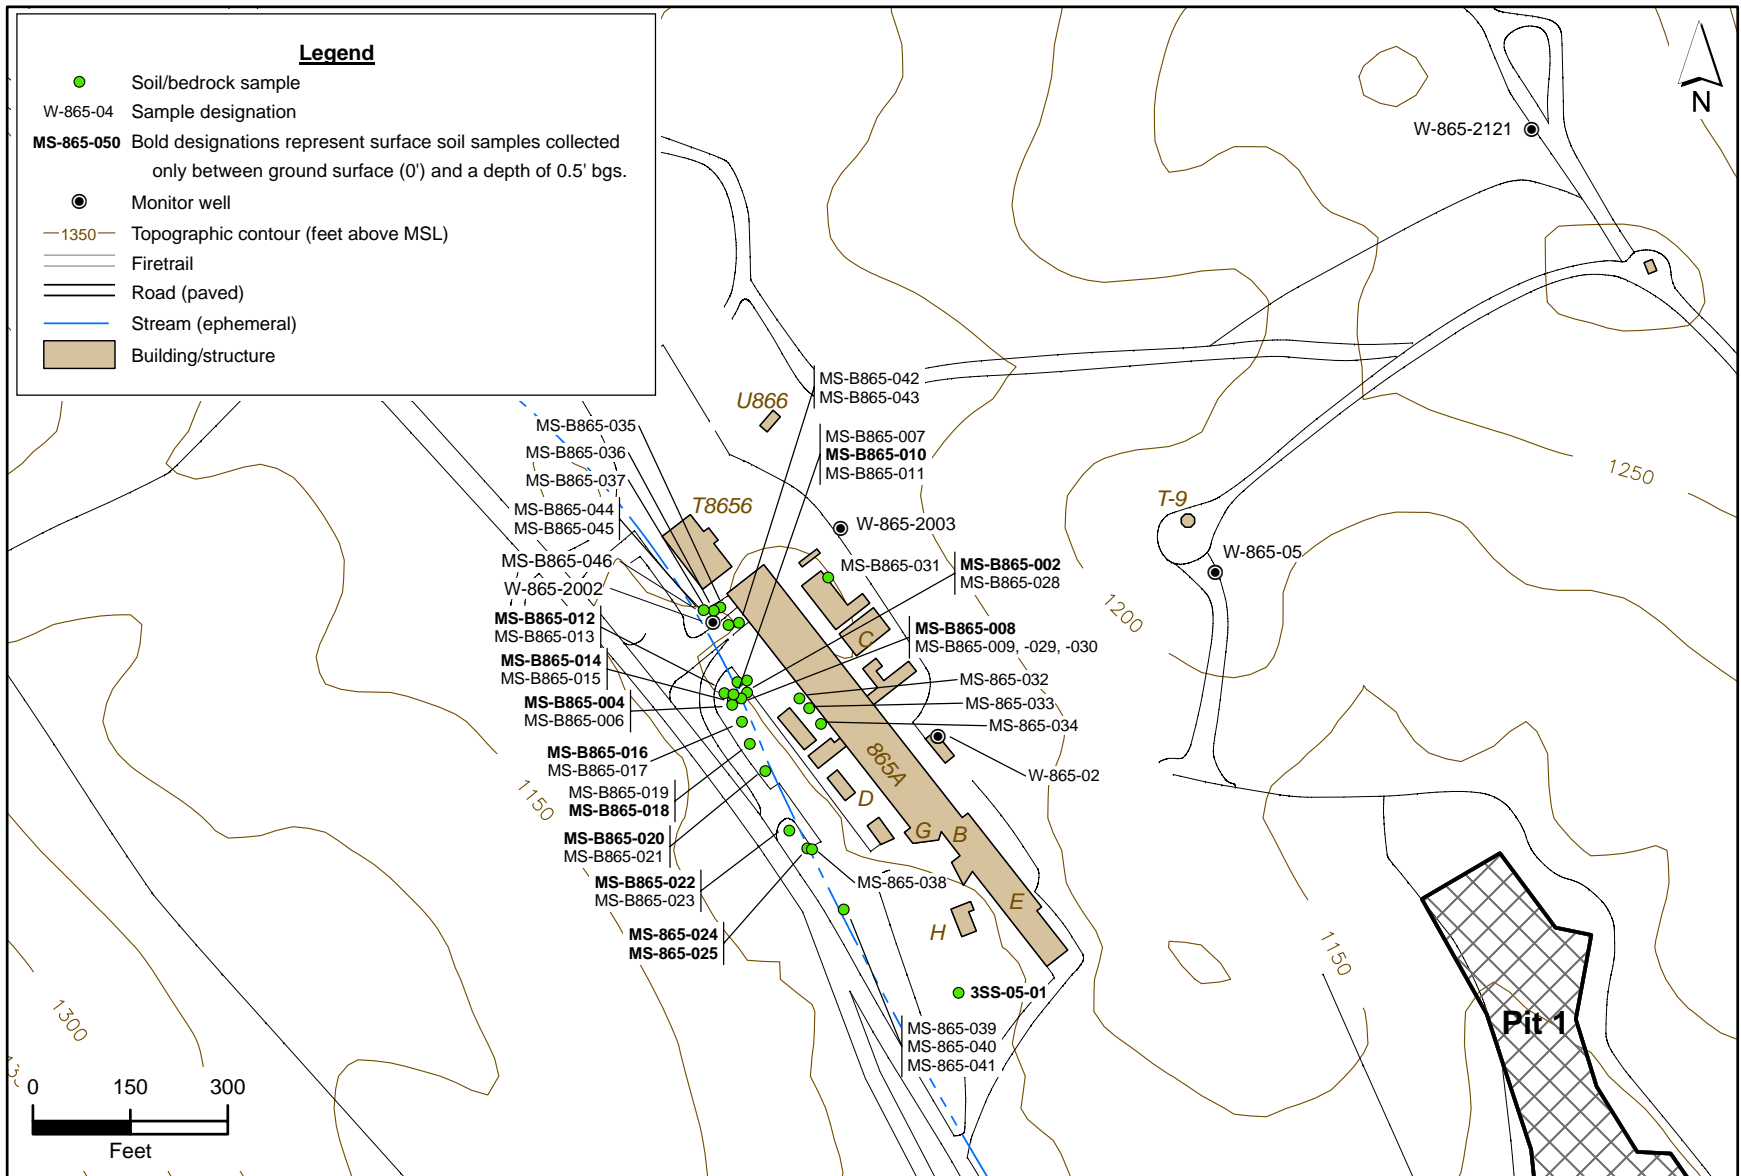 Legend
Soil/bedrock sample
W-865-04 Sample designation
MS-865-050 Bold designations represent surface soil samples collected
only between ground surface (0') and a depth of 0.5' bgs.
Monitor well
1350 Topographic contour (feet above MSL)
Firetrail
Road (paved)
Stream (ephemeral)
Building/structure
N
W-865-2121
MS-B865-042
MS-B865-043
U866
MS-B865-035
MS-B865-036
MS-B865-037
MS-B865-044
MS-B865-045
MS-B865-046
W-865-2002
MS-B865-012
MS-B865-013
MS-B865-014
MS-B865-015
MS-B865-004
MS-B865-006
MS-B865-016
MS-B865-017
MS-B865-019
MS-B865-018
MS-B865-020
MS-B865-021
MS-B865-022
MS-B865-023
MS-865-024
MS-865-025
MS-B865-007
MS-B865-010
MS-B865-011
T8656
W-865-2003
MS-B865-031
MS-B865-002
MS-B865-028
MS-B865-008
MS-B865-009, -029, -030
MS-865-032
MS-865-033
MS-865-034
W-865-02
T-9
W-865-05
1250
1200
1150
1150
1300
C
865A
D
G
B
E
H
MS-865-038
3SS-05-01
MS-865-039
MS-865-040
MS-865-041
Pit 1
0 150 300
Feet